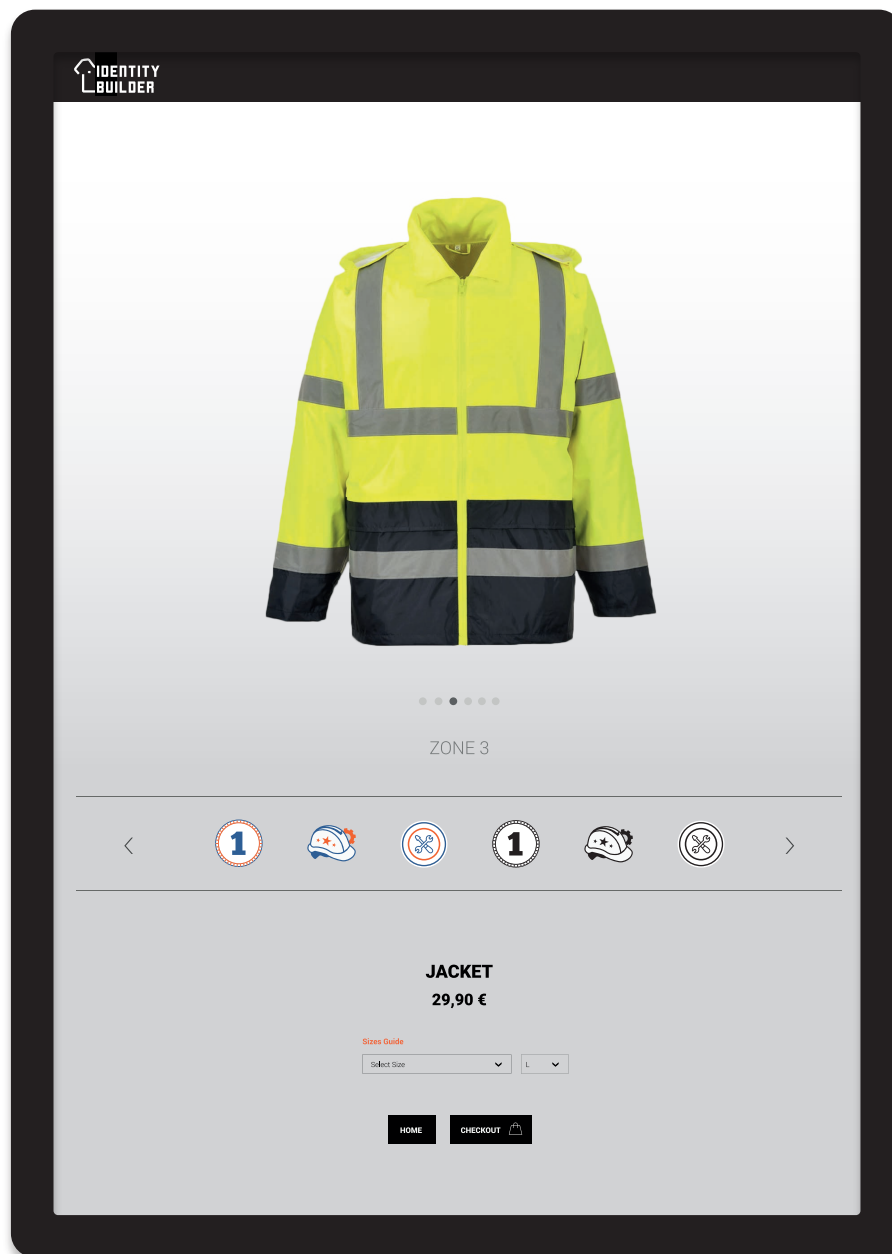 IDENTITY
BUILDER
ZONE 3
1
1
JACKET
29,90 €
Sizes Guide
Select Size
L
HOME
CHECKOUT